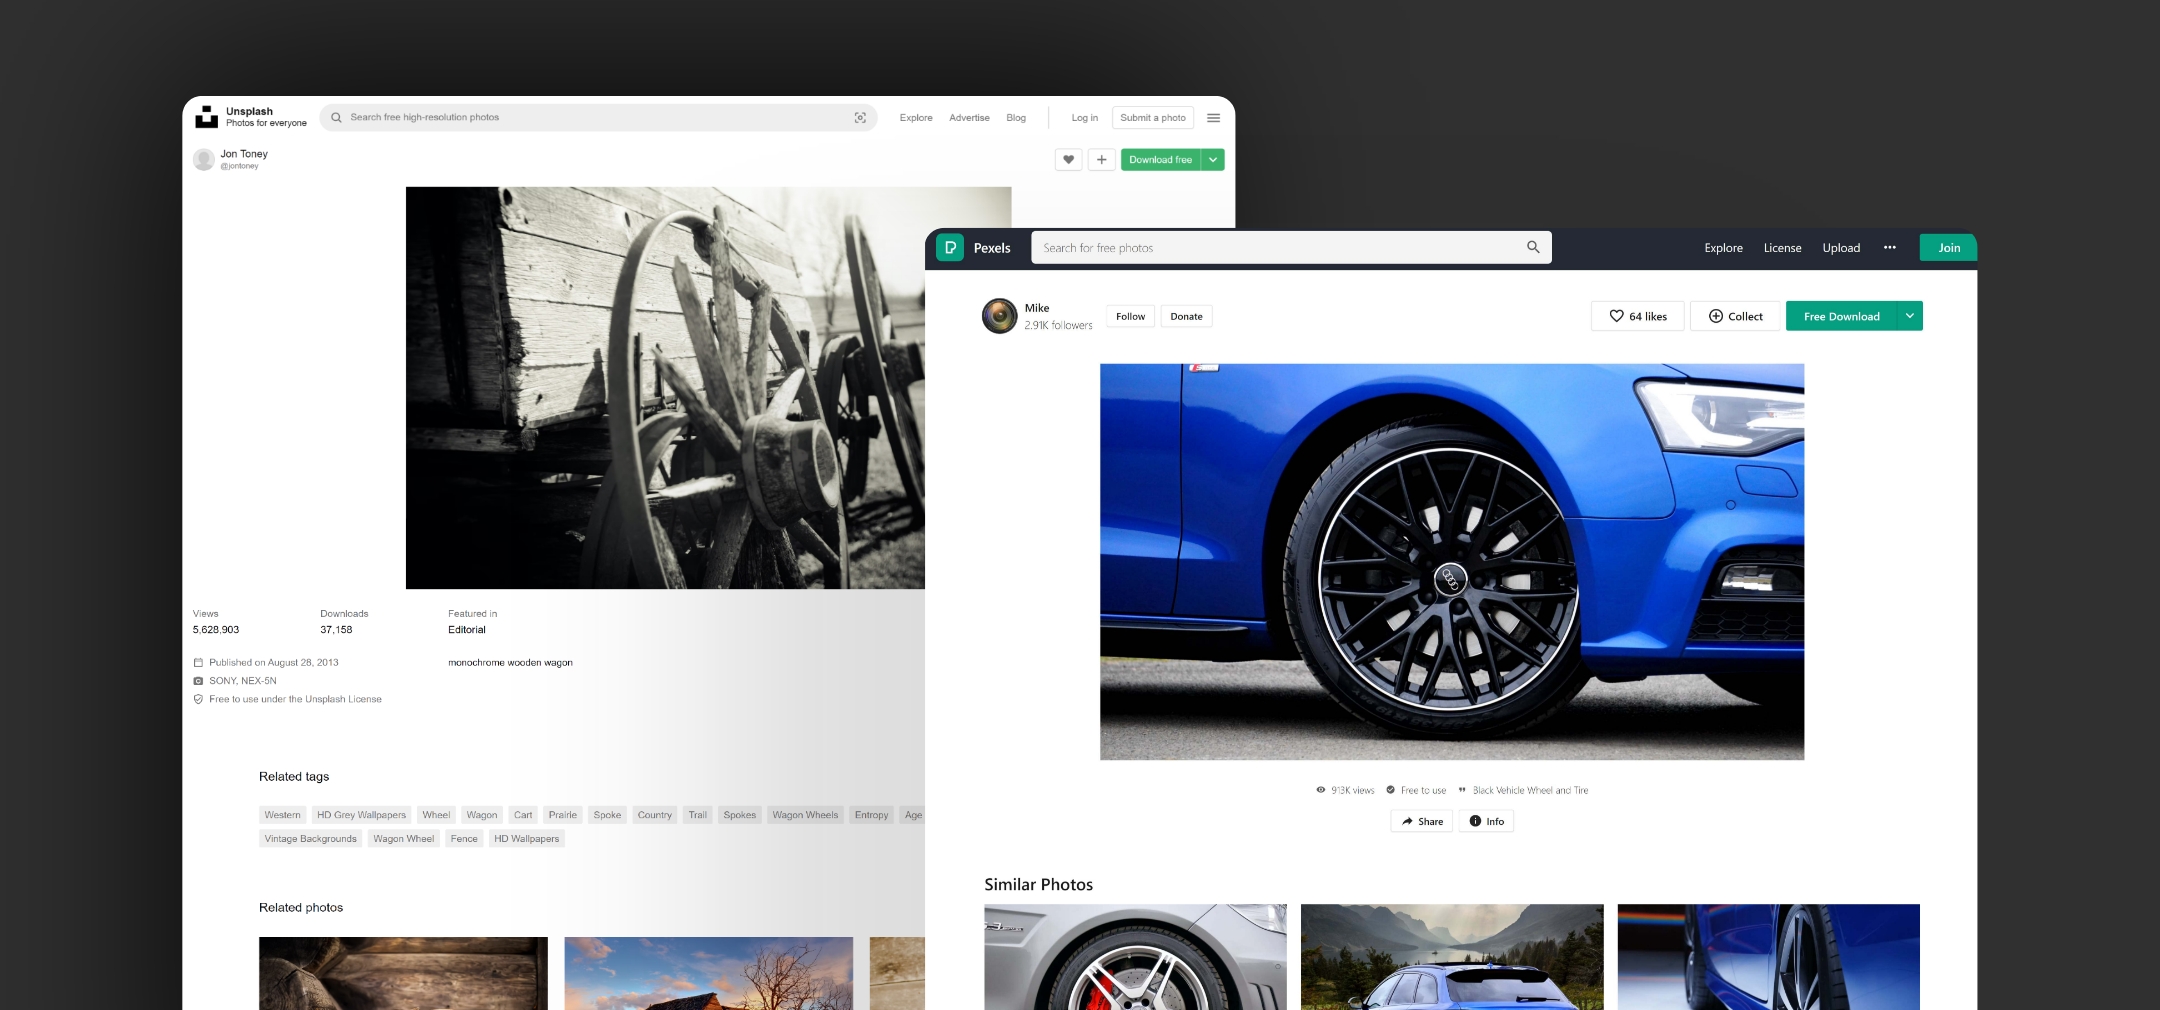 Unsplash
Photos for everyone
Search free high-resolution photos
Explore Advertise Blog
Log in Submit a photo
Jon Toney
@jontoney
Download free
Views
5,628,903
Downloads
37,158
Featured in
Editorial
Published on August 28, 2013
monochrome wooden wagon
SONY, NEX-5N
Free to use under the Unsplash License
Related tags
Western HD Grey Wallpapers Wheel Wagon Cart Prairie Spoke Country Trail Spokes Wagon Wheels Entropy Age
Vintage Backgrounds Wagon Wheel Fence HD Wallpapers
Related photos
Pexels
Search for free photos
Explore License Upload ••• Join
Mike
2.91K followers
Follow Donate
64 likes Collect Free Download
913K views Free to use Black Vehicle Wheel and Tire
Share Info
Similar Photos